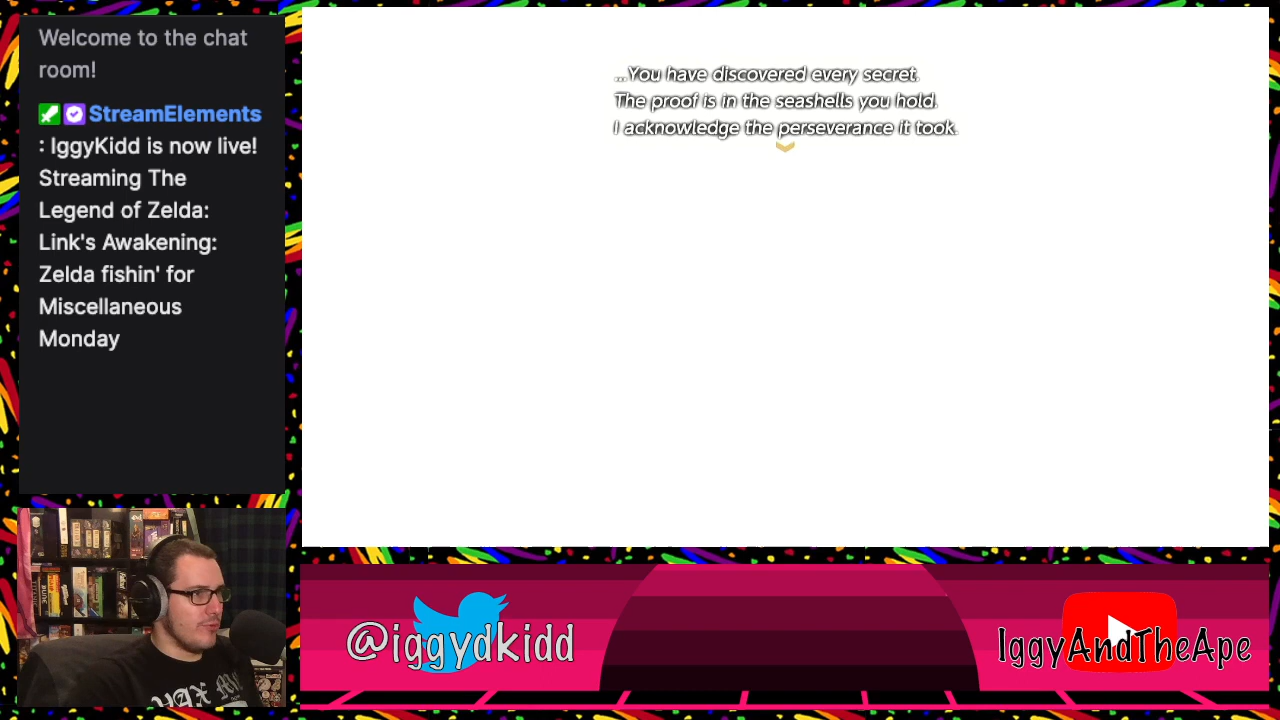 Welcome to the chat
room!
StreamElements
: IggyKidd is now live!
Streaming The
Legend of Zelda:
Link's Awakening:
Zelda fishin' for
Miscellaneous
Monday
...You have discovered every secret.
The proof is in the seashells you hold.
I acknowledge the perseverance it took.
@iggydkidd
IggyAndTheApe